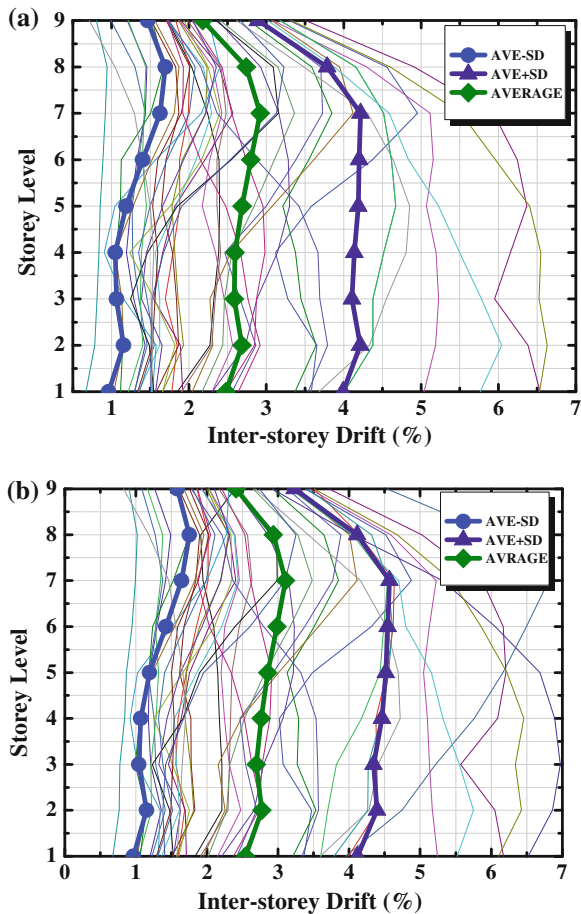 (a)
9
8
7
6
5
4
3
2
1
Storey Level
AVE-SD
AVE+SD
AVERAGE
1 2 3 4 5 6 7
Inter-storey Drift (%)
(b)
9
8
7
6
5
4
3
2
1
Storey Level
AVE-SD
AVE+SD
AVRAGE
0 1 2 3 4 5 6 7
Inter-storey Drift (%)